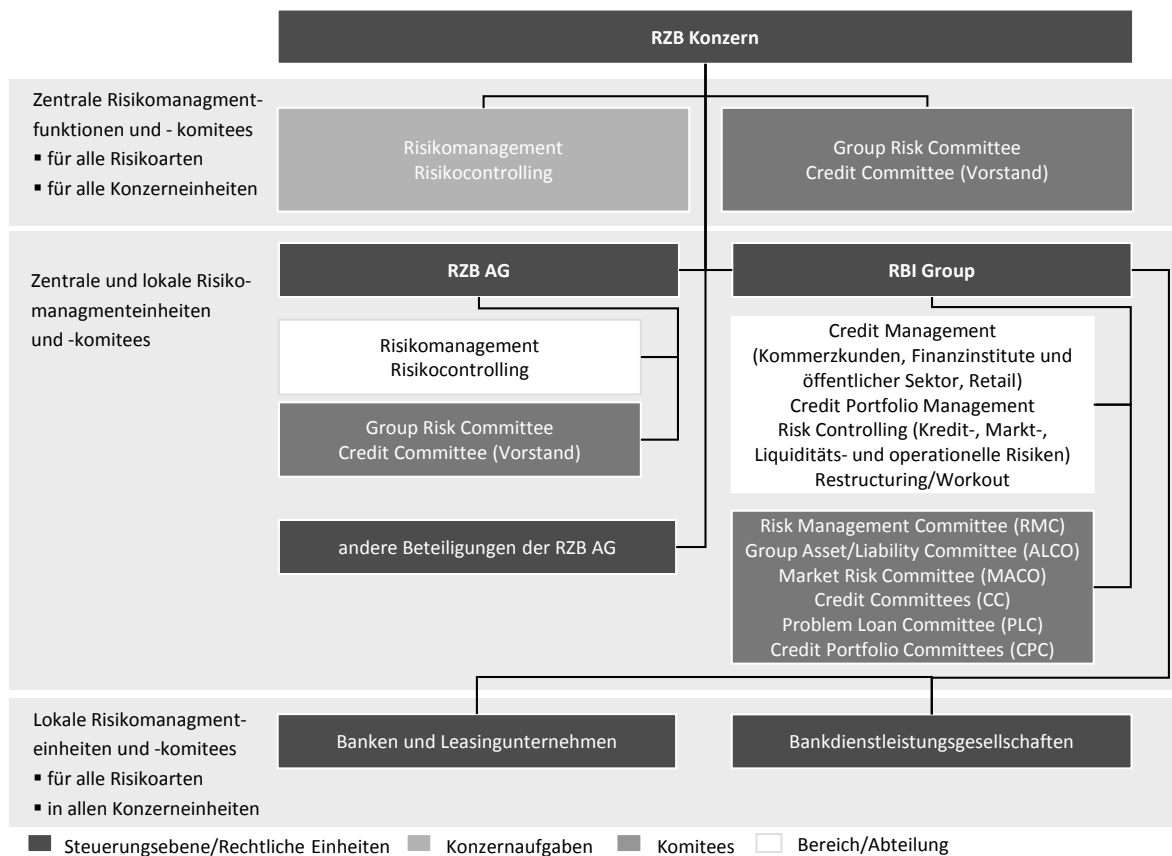 RZB Konzern
Zentrale Risikomanagment-
funktionen und - komitees
▪ für alle Risikoarten
▪ für alle Konzerneinheiten
Risikomanagement
Risikocontrolling
Group Risk Committee
Credit Committee (Vorstand)
Zentrale und lokale Risiko-
managmenteinheiten
und -komitees
RZB AG
RBI Group
Risikomanagement
Risikocontrolling
Group Risk Committee
Credit Committee (Vorstand)
andere Beteiligungen der RZB AG
Credit Management
(Kommerzkunden, Finanzinstitute und
öffentlicher Sektor, Retail)
Credit Portfolio Management
Risk Controlling (Kredit-, Markt-,
Liquiditäts- und operationelle Risiken)
Restructuring/Workout
Risk Management Committee (RMC)
Group Asset/Liability Committee (ALCO)
Market Risk Committee (MACO)
Credit Committees (CC)
Problem Loan Committee (PLC)
Credit Portfolio Committees (CPC)
Lokale Risikomanagment-
einheiten und -komitees
▪ für alle Risikoarten
▪ in allen Konzerneinheiten
Banken und Leasingunternehmen
Bankdienstleistungsgesellschaften
Steuerungsebene/Rechtliche Einheiten
Konzernaufgaben
Komitees
Bereich/Abteilung